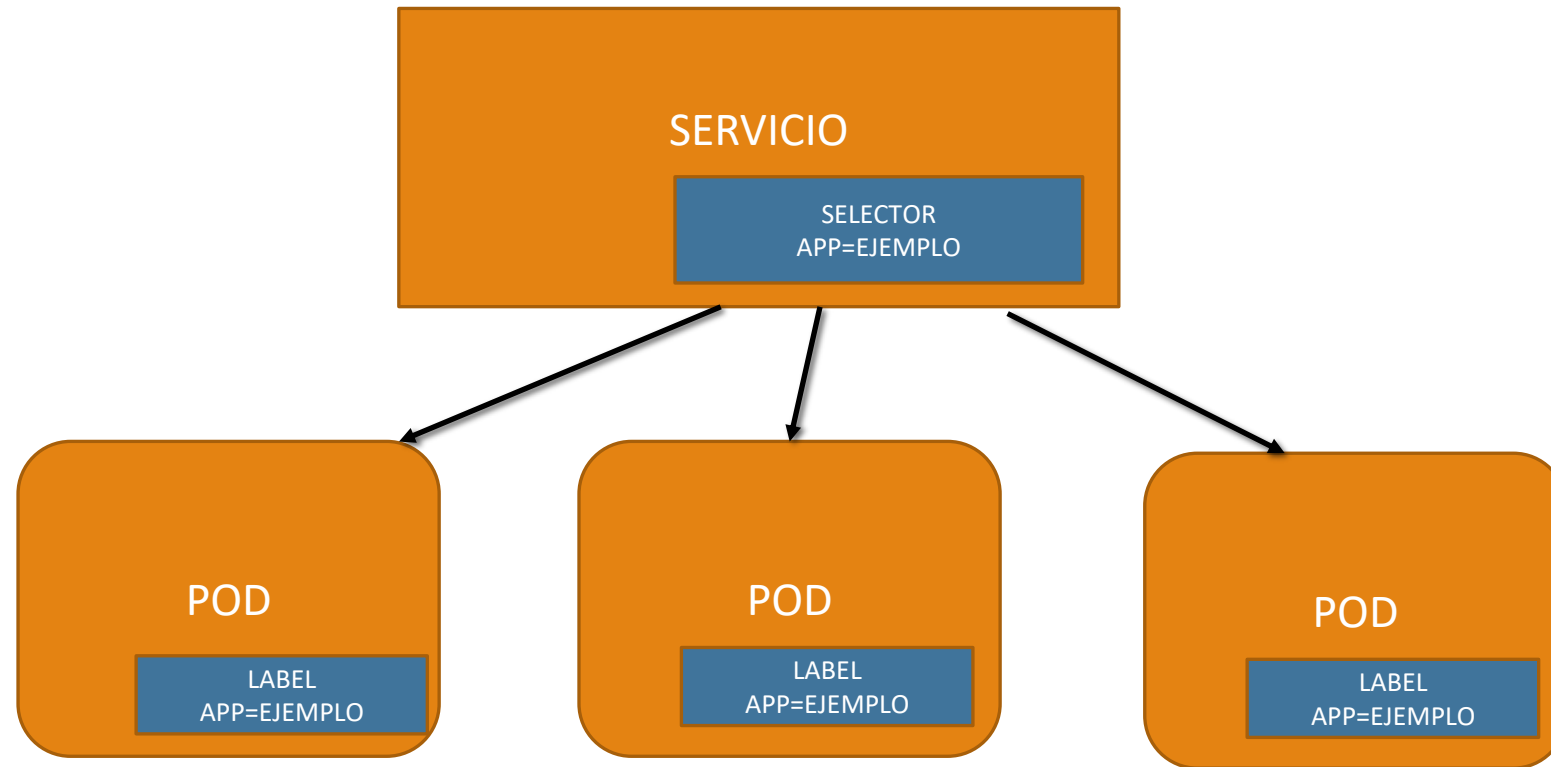 SERVICIO
SELECTOR
APP=EJEMPLO
POD
LABEL
APP=EJEMPLO
POD
LABEL
APP=EJEMPLO
POD
LABEL
APP=EJEMPLO